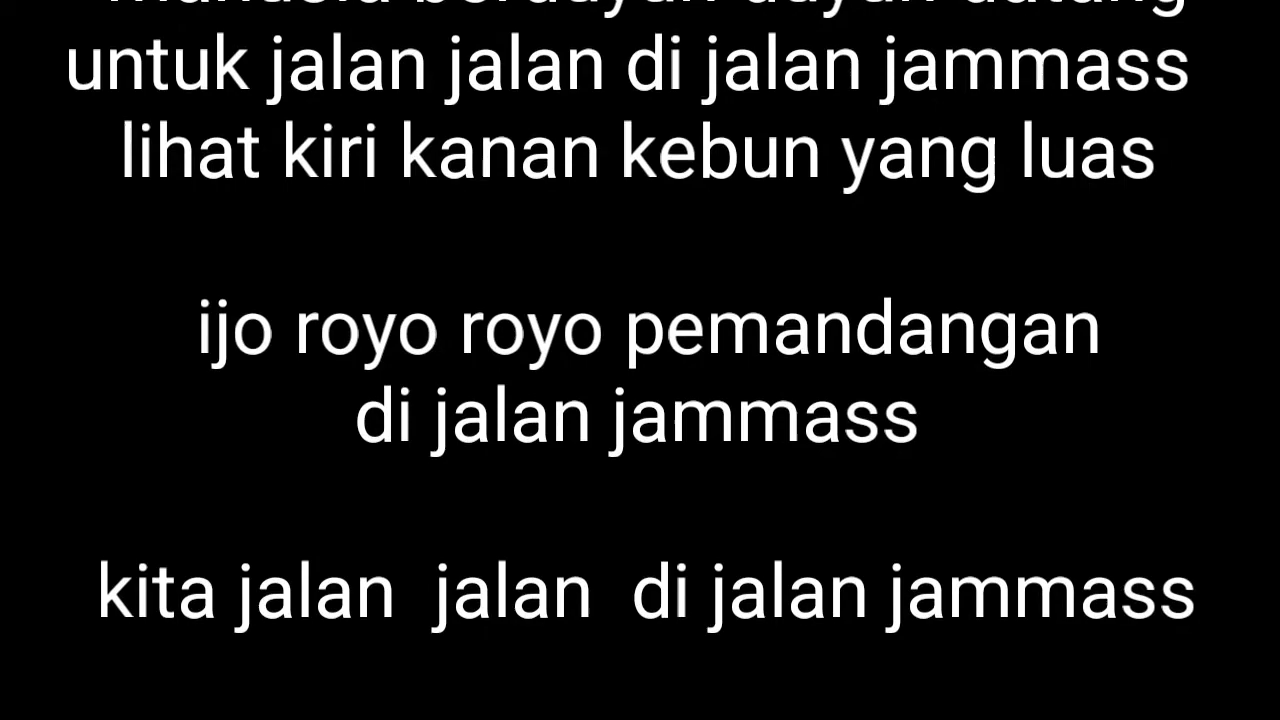 untuk jalan jalan di jalan jammass
lihat kiri kanan kebun yang luas
ijo royo royo pemandangan
di jalan jammass
kita jalan  jalan  di jalan jammass